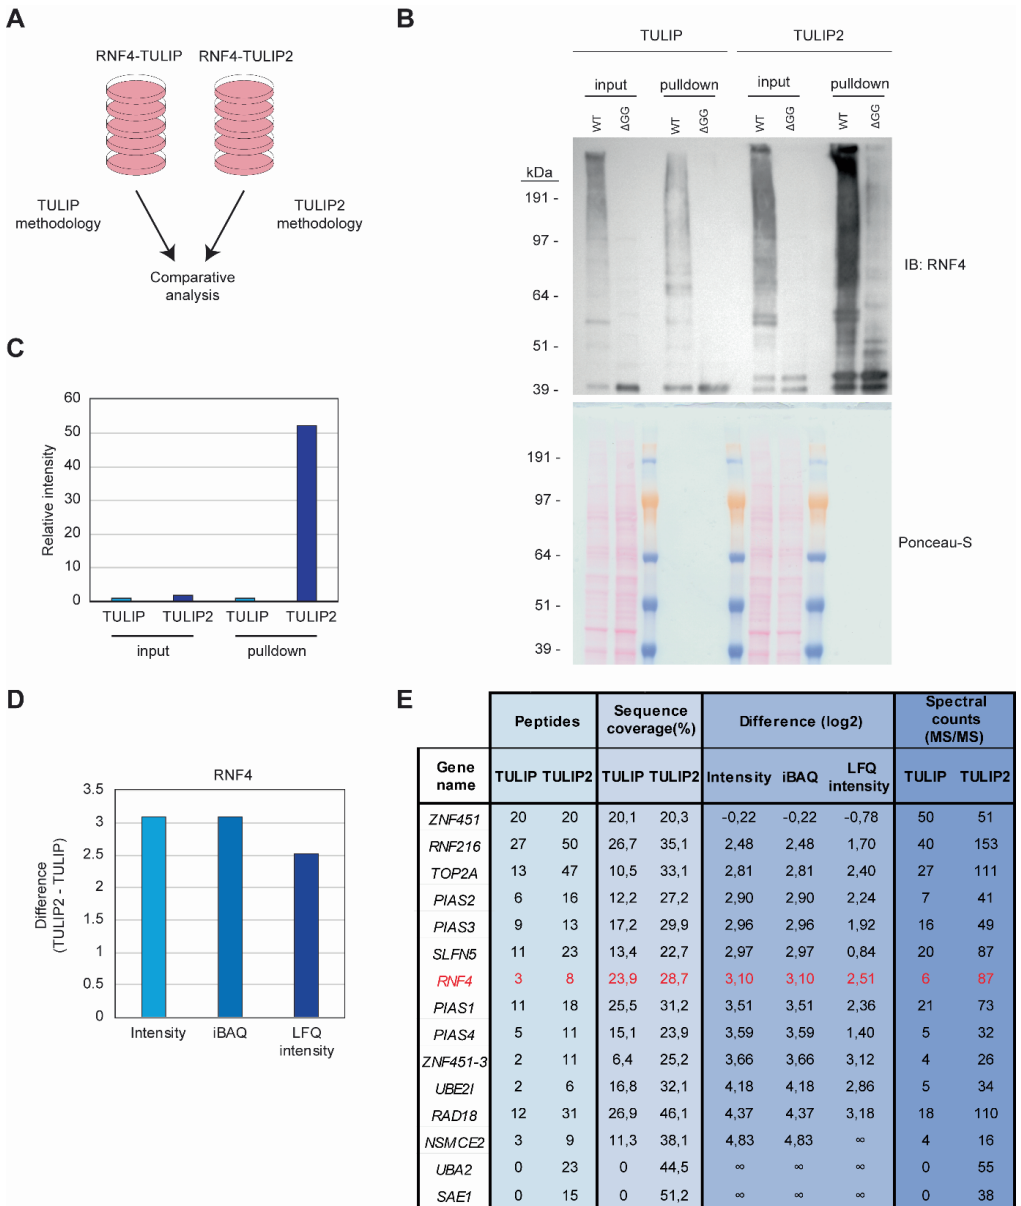 A
RNF4-TULIP RNF4-TULIP2
TULIP
methodology
TULIP2
methodology
Comparative
analysis
B
TULIP TULIP2
input pulldown input pulldown
WT ΔGG WT ΔGG WT ΔGG WT ΔGG
kDa
191 -
97 -
64 -
51 -
39 -
IB: RNF4
191 -
97 -
64 -
51 -
39 -
Ponceau-S
C
Relative intensity
60
50
40
30
20
10
0
TULIP TULIP2 TULIP TULIP2
input pulldown
D
RNF4
Difference
(TULIP2 - TULIP)
3.5
3
2.5
2
1.5
1
0.5
0
Intensity iBAQ LFQ
intensity
E
Peptides Sequence coverage(%) Difference (log2) Spectral counts (MS/MS)
Gene name TULIP TULIP2 TULIP TULIP2 Intensity iBAQ LFQ intensity TULIP TULIP2
ZNF451 20 20 20,1 20,3 -0,22 -0,22 -0,78 50 51
RNF216 27 50 26,7 35,1 2,48 2,48 1,70 40 153
TOP2A 13 47 10,5 33,1 2,81 2,81 2,40 27 111
PIAS2 6 16 12,2 27,2 2,90 2,90 2,24 7 41
PIAS3 9 13 17,2 29,9 2,96 2,96 1,92 16 49
SLFN5 11 23 13,4 22,7 2,97 2,97 0,84 20 87
RNF4 3 8 23,9 28,7 3,10 3,10 2,51 6 87
PIAS1 11 18 25,5 31,2 3,51 3,51 2,36 21 73
PIAS4 5 11 15,1 23,9 3,59 3,59 1,40 5 32
ZNF451-3 2 11 6,4 25,2 3,66 3,66 3,12 4 26
UBE2I 2 6 16,8 32,1 4,18 4,18 2,86 5 34
RAD18 12 31 26,9 46,1 4,37 4,37 3,18 18 110
NSMCE2 3 9 11,3 38,1 4,83 4,83 ∞ 4 16
UBA2 0 23 0 44,5 ∞ ∞ ∞ 0 55
SAE1 0 15 0 51,2 ∞ ∞ ∞ 0 38